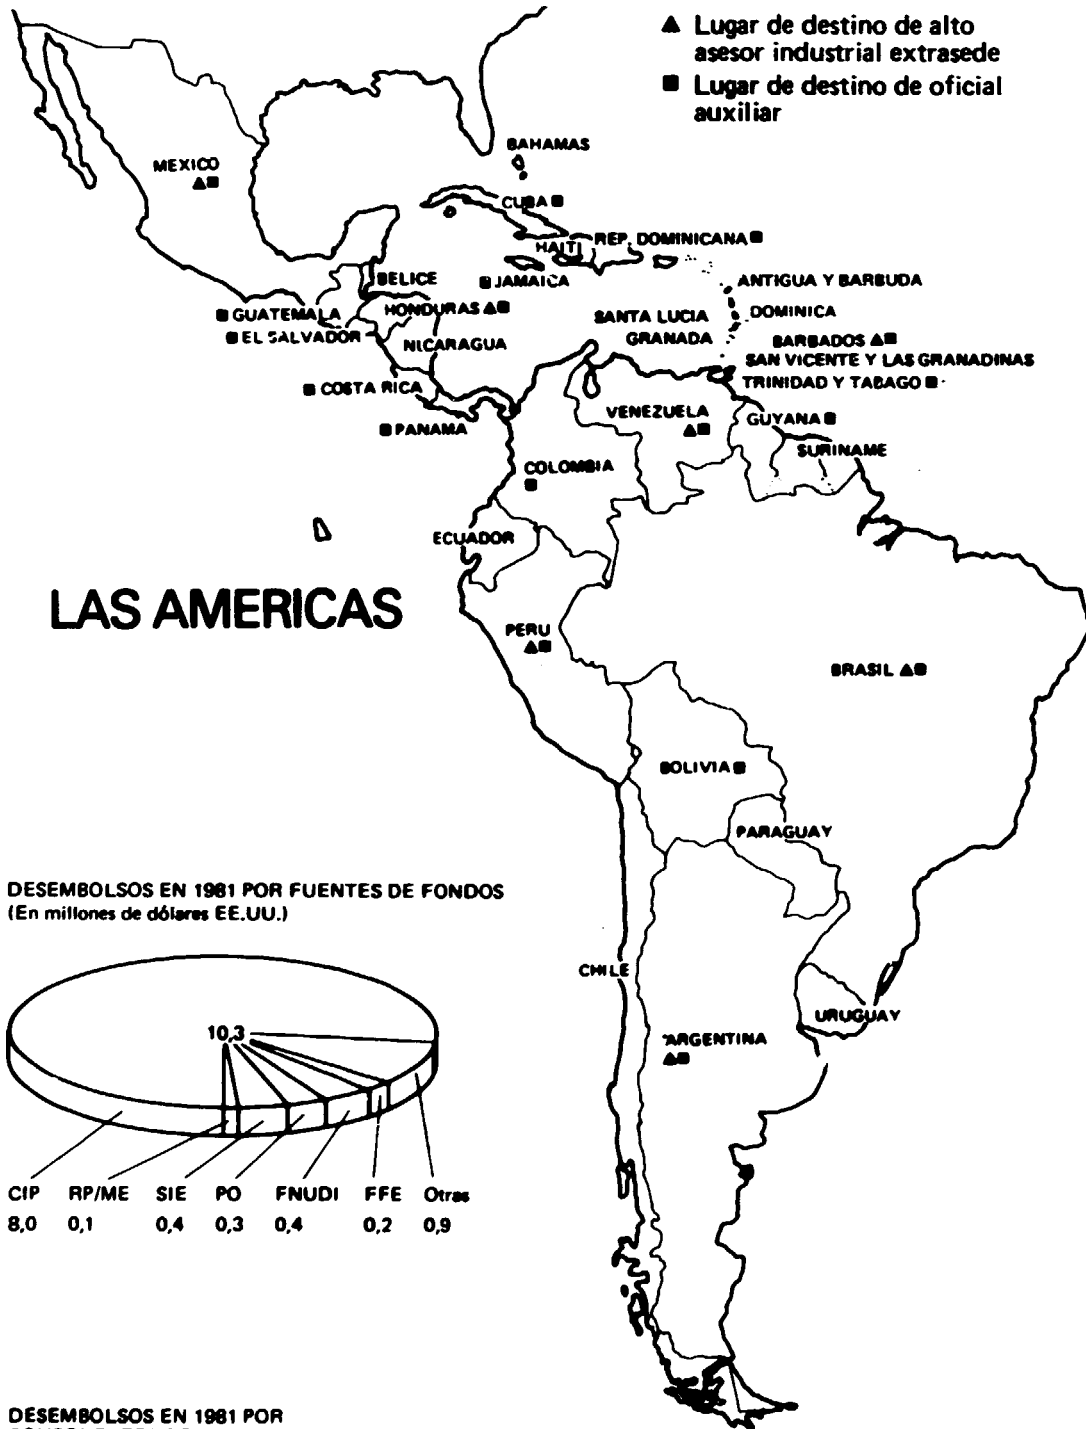 ▲ Lugar de destino de alto
asesor industrial extrasede
■ Lugar de destino de oficial
auxiliar
BAHAMAS
MEXICO ▲■
CUBA ■
HAITI
REP. DOMINICANA ■
BELICE
■ JAMAICA
ANTIGUA Y BARBUDA
■ GUATEMALA
HONDURAS ▲■
SANTA LUCIA
DOMINICA
■ EL SALVADOR
NICARAGUA
GRANADA
BARBADOS ▲■
SAN VICENTE Y LAS GRANADINAS
■ COSTA RICA
TRINIDAD Y TABAGO ■
■ PANAMA
VENEZUELA ▲■
GUYANA ■
SURINAME
COLOMBIA ■
ECUADOR
LAS AMERICAS
PERU ▲■
BRASIL ▲■
BOLIVIA ■
PARAGUAY
DESEMBOLSOS EN 1981 POR FUENTES DE FONDOS
(En millones de dólares EE.UU.)
CHILE
URUGUAY
10,3
ARGENTINA ▲■
CIP RP/ME SIE PO FNUDI FFE Otras
8,0 0,1 0,4 0,3 0,4 0,2 0,9
DESEMBOLSOS EN 1981 POR